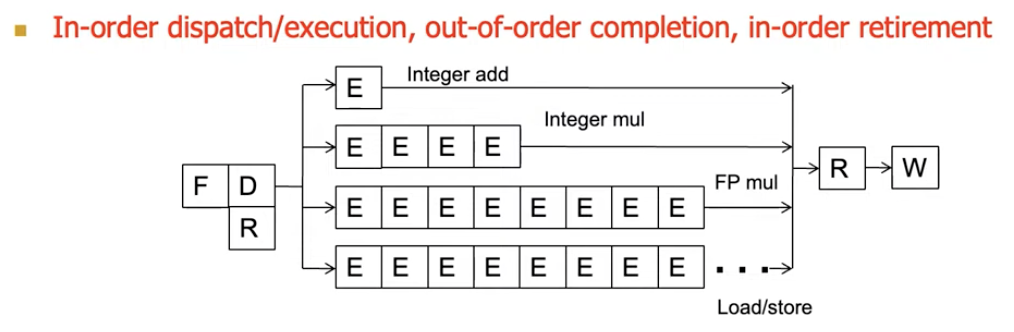 In-order dispatch/execution, out-of-order completion, in-order retirement
E Integer add
Integer mul
E E E E
F D
R
FP mul
E E E E E E E E
R W
E E E E E E E E . . .
Load/store